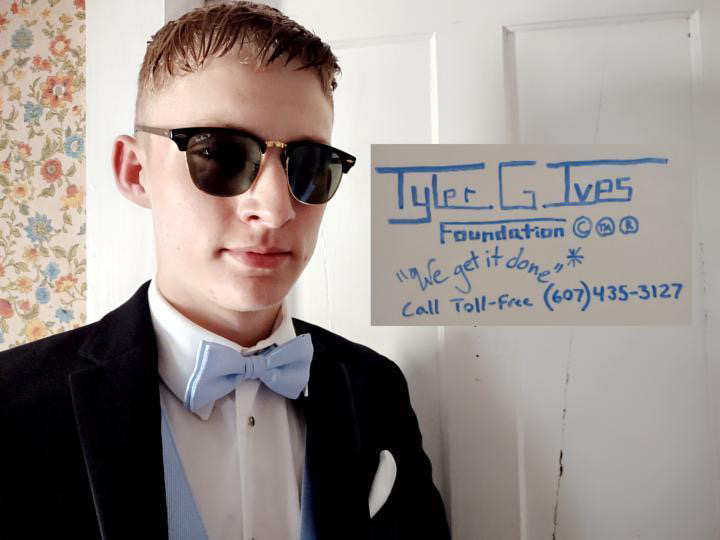 Tyler G Ives
Foundation © ™ ®
"We get it done"*
Call Toll-Free (607)435-3127